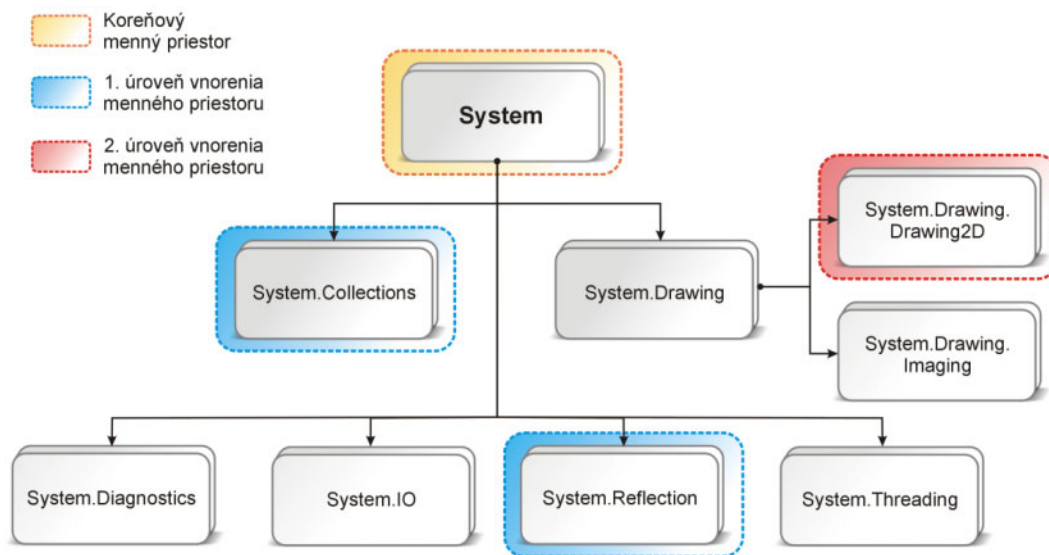 Koreňový
menný priestor
1. úroveň vnorenia
menného priestoru
2. úroveň vnorenia
menného priestoru
System
System.Collections
System.Drawing
System.Drawing.
Drawing2D
System.Drawing.
Imaging
System.Diagnostics
System.IO
System.Reflection
System.Threading